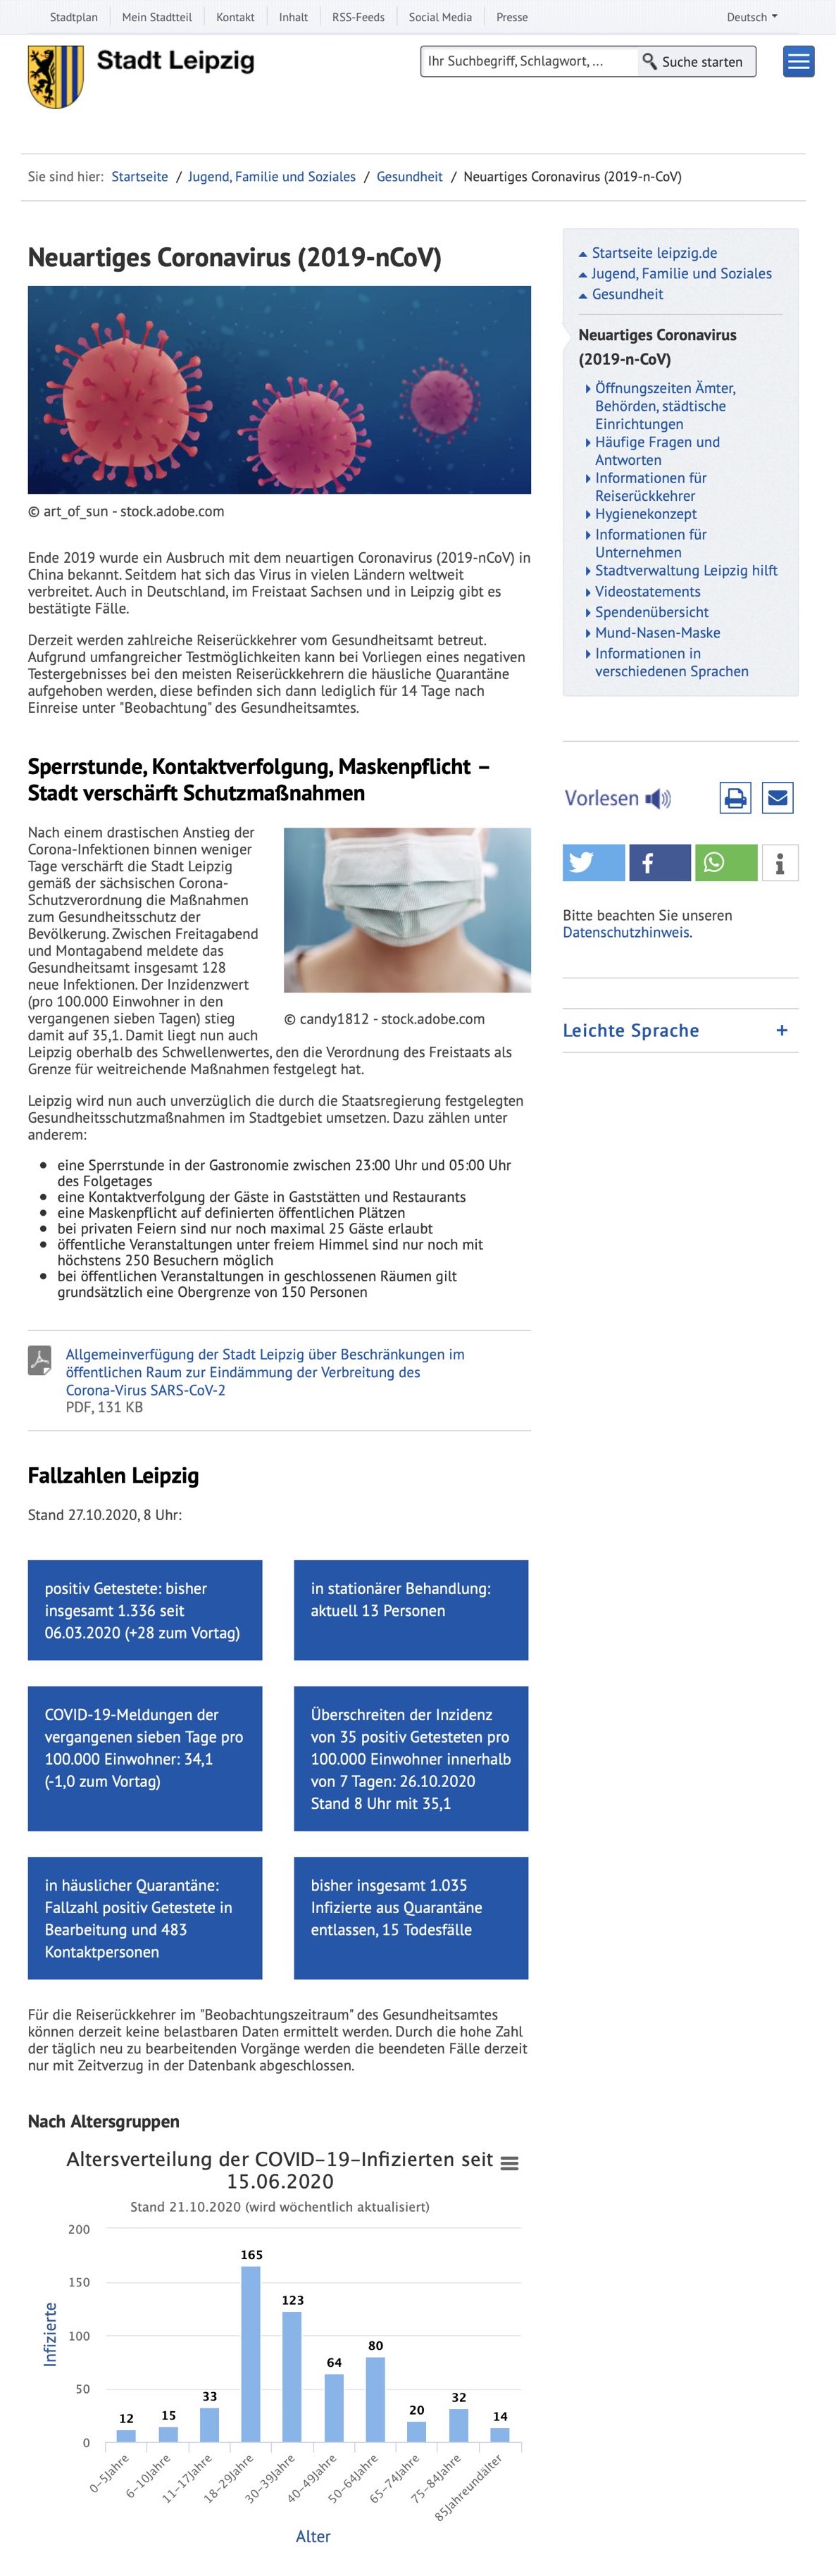 Stadtplan Mein Stadtteil Kontakt Inhalt RSS-Feeds Social Media Presse Deutsch
Stadt Leipzig
Ihr Suchbegriff, Schlagwort, ... Suche starten
Sie sind hier: Startseite / Jugend, Familie und Soziales / Gesundheit / Neuartiges Coronavirus (2019-n-CoV)
Neuartiges Coronavirus (2019-nCoV)
© art_of_sun - stock.adobe.com
Ende 2019 wurde ein Ausbruch mit dem neuartigen Coronavirus (2019-nCoV) in
China bekannt. Seitdem hat sich das Virus in vielen Ländern weltweit
verbreitet. Auch in Deutschland, im Freistaat Sachsen und in Leipzig gibt es
bestätigte Fälle.
Derzeit werden zahlreiche Reiserückkehrer vom Gesundheitsamt betreut.
Aufgrund umfangreicher Testmöglichkeiten kann bei Vorliegen eines negativen
Testergebnisses bei den meisten Reiserückkehrern die häusliche Quarantäne
aufgehoben werden, diese befinden sich dann lediglich für 14 Tage nach
Einreise unter "Beobachtung" des Gesundheitsamtes.
Sperrstunde, Kontaktverfolgung, Maskenpflicht –
Stadt verschärft Schutzmaßnahmen
Nach einem drastischen Anstieg der
Corona-Infektionen binnen weniger
Tage verschärft die Stadt Leipzig
gemäß der sächsischen Corona-
Schutzverordnung die Maßnahmen
zum Gesundheitsschutz der
Bevölkerung. Zwischen Freitagabend
und Montagabend meldete das
Gesundheitsamt insgesamt 128
neue Infektionen. Der Inzidenzwert
(pro 100.000 Einwohner in den
vergangenen sieben Tagen) stieg
damit auf 35,1. Damit liegt nun auch
Leipzig oberhalb des Schwellenwertes, den die Verordnung des Freistaats als
Grenze für weitreichende Maßnahmen festgelegt hat.
© candy1812 - stock.adobe.com
Leipzig wird nun auch unverzüglich die durch die Staatsregierung festgelegten
Gesundheitsschutzmaßnahmen im Stadtgebiet umsetzen. Dazu zählen unter
anderem:
eine Sperrstunde in der Gastronomie zwischen 23:00 Uhr und 05:00 Uhr
des Folgetages
eine Kontaktverfolgung der Gäste in Gaststätten und Restaurants
eine Maskenpflicht auf definierten öffentlichen Plätzen
bei privaten Feiern sind nur noch maximal 25 Gäste erlaubt
öffentliche Veranstaltungen unter freiem Himmel sind nur noch mit
höchstens 250 Besuchern möglich
bei öffentlichen Veranstaltungen in geschlossenen Räumen gilt
grundsätzlich eine Obergrenze von 150 Personen
Allgemeinverfügung der Stadt Leipzig über Beschränkungen im
öffentlichen Raum zur Eindämmung der Verbreitung des
Corona-Virus SARS-CoV-2
PDF, 131 KB
Fallzahlen Leipzig
Stand 27.10.2020, 8 Uhr:
positiv Getestete: bisher
insgesamt 1.336 seit
06.03.2020 (+28 zum Vortag)
in stationärer Behandlung:
aktuell 13 Personen
COVID-19-Meldungen der
vergangenen sieben Tage pro
100.000 Einwohner: 34,1
(-1,0 zum Vortag)
Überschreiten der Inzidenz
von 35 positiv Getesteten pro
100.000 Einwohner innerhalb
von 7 Tagen: 26.10.2020
Stand 8 Uhr mit 35,1
in häuslicher Quarantäne:
Fallzahl positiv Getestete in
Bearbeitung und 483
Kontaktpersonen
bisher insgesamt 1.035
Infizierte aus Quarantäne
entlassen, 15 Todesfälle
Für die Reiserückkehrer im "Beobachtungszeitraum" des Gesundheitsamtes
können derzeit keine belastbaren Daten ermittelt werden. Durch die hohe Zahl
der täglich neu zu bearbeitenden Vorgänge werden die beendeten Fälle derzeit
nur mit Zeitverzug in der Datenbank abgeschlossen.
Nach Altersgruppen
Altersverteilung der COVID-19-Infizierten seit
15.06.2020
Stand 21.10.2020 (wird wöchentlich aktualisiert)
Infizierte
200
150
100
50
0
12 15 33 165 123 64 80 20 32 14
0-5Jahre 6-10Jahre 11-17Jahre 18-29Jahre 30-39Jahre 40-49Jahre 50-64Jahre 65-74Jahre 75-84Jahre 85Jahreundälter
Alter
Startseite leipzig.de
Jugend, Familie und Soziales
Gesundheit
Neuartiges Coronavirus
(2019-n-CoV)
Öffnungszeiten Ämter,
Behörden, städtische
Einrichtungen
Häufige Fragen und
Antworten
Informationen für
Reiserückkehrer
Hygienekonzept
Informationen für
Unternehmen
Stadtverwaltung Leipzig hilft
Videostatements
Spendenübersicht
Mund-Nasen-Maske
Informationen in
verschiedenen Sprachen
Vorlesen
Bitte beachten Sie unseren
Datenschutzhinweis.
Leichte Sprache +